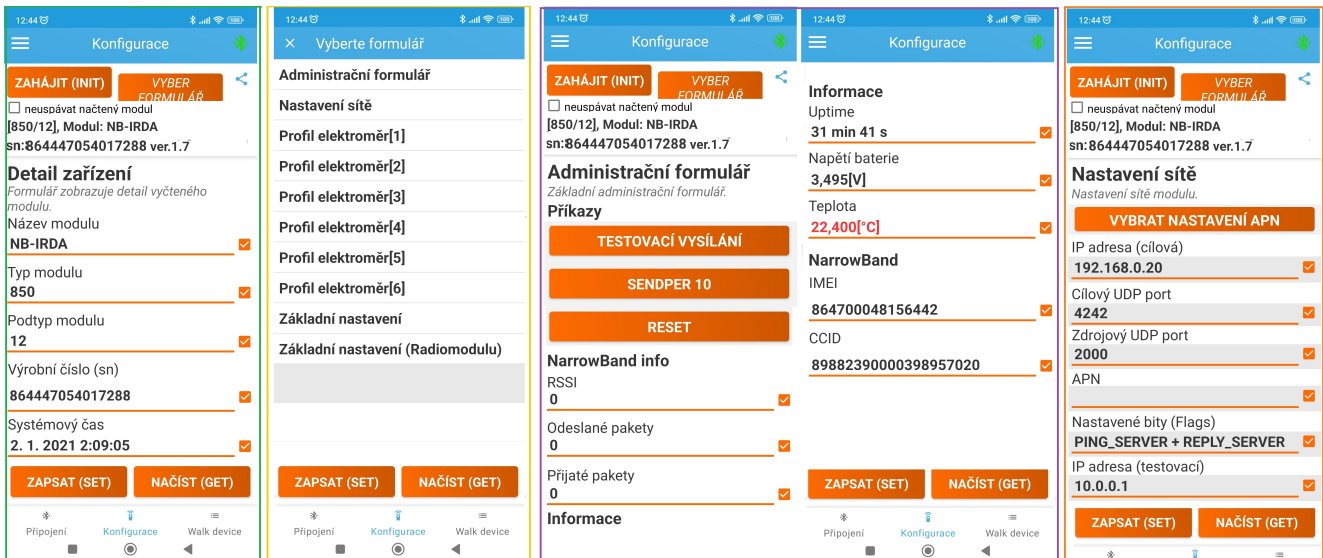 12:44
100
Konfigurace
ZAHÁJIT (INIT)
VYBER
FORMULÁŘ
neuspávat načtený modul
[850/12], Modul: NB-IRDA
sn:864447054017288 ver.1.7
Detail zařízení
Formulář zobrazuje detail vyčteného
modulu.
Název modulu
NB-IRDA
Typ modulu
850
Podtyp modulu
12
Výrobní číslo (sn)
864447054017288
Systémový čas
2. 1. 2021 2:09:05
ZAPSAT (SET)
NAČÍST (GET)
Připojení
Konfigurace
Walk device
12:44
100
× Vyberte formulář
Administrační formulář
Nastavení sítě
Profil elektroměr[1]
Profil elektroměr[2]
Profil elektroměr[3]
Profil elektroměr[4]
Profil elektroměr[5]
Profil elektroměr[6]
Základní nastavení
Základní nastavení (Radiomodulu)
ZAPSAT (SET)
NAČÍST (GET)
Připojení
Konfigurace
Walk device
12:44
100
Konfigurace
ZAHÁJIT (INIT)
VYBER
FORMULÁŘ
neuspávat načtený modul
[850/12], Modul: NB-IRDA
sn:864447054017288 ver.1.7
Administrační formulář
Základní administrační formulář.
Příkazy
TESTOVACÍ VYSÍLÁNÍ
SENDPER 10
RESET
NarrowBand info
RSSI
0
Odeslané pakety
0
Přijaté pakety
0
Informace
12:44
100
Konfigurace
Informace
Uptime
31 min 41 s
Napětí baterie
3,495[V]
Teplota
22,400[°C]
NarrowBand
IMEI
864700048156442
CCID
89882390000398957020
ZAPSAT (SET)
NAČÍST (GET)
Připojení
Konfigurace
Walk device
12:44
100
Konfigurace
ZAHÁJIT (INIT)
VYBER
FORMULÁŘ
neuspávat načtený modul
[850/12], Modul: NB-IRDA
sn:864447054017288 ver.1.7
Nastavení sítě
Nastavení sítě modulu.
VYBRAT NASTAVENÍ APN
IP adresa (cílová)
192.168.0.20
Cílový UDP port
4242
Zdrojový UDP port
2000
APN
Nastavené bity (Flags)
PING_SERVER + REPLY_SERVER
IP adresa (testovací)
10.0.0.1
ZAPSAT (SET)
NAČÍST (GET)